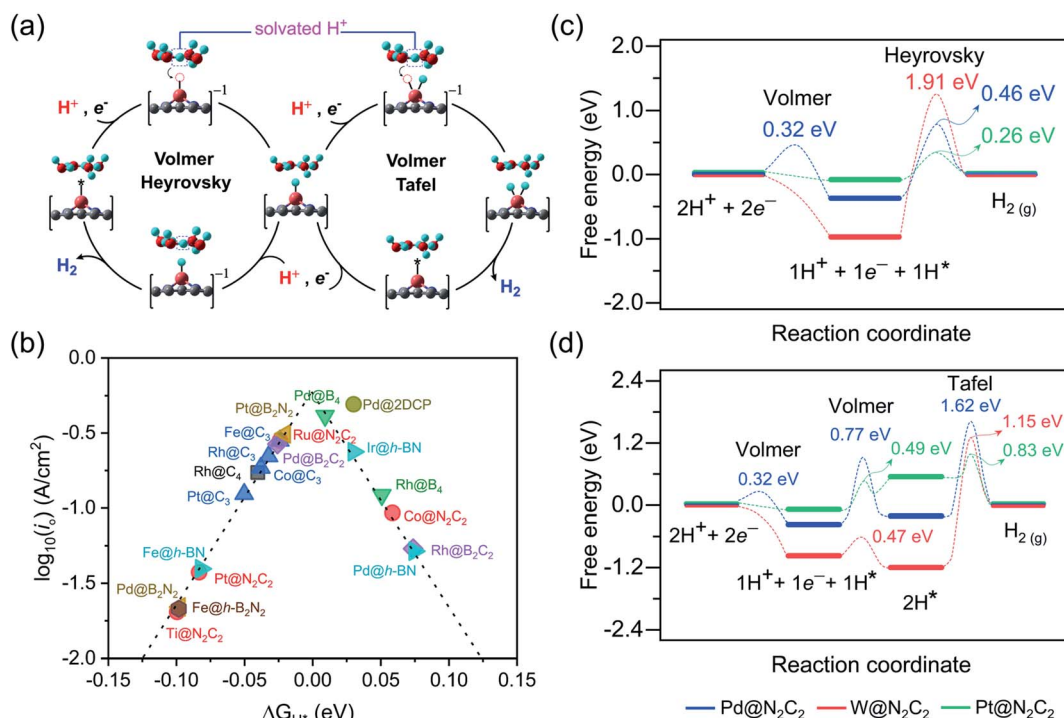 (a)
solvated H⁺
−1
−1
H⁺ , e⁻
H⁺ , e⁻
Volmer
Heyrovsky
Volmer
Tafel
*
*
H₂
−1
H⁺ , e⁻
H₂
(b)
log₁₀(iₒ) (A/cm²)
0.0
-0.5
-1.0
-1.5
-2.0
Pd@B₄
Pd@2DCP
Pt@B₂N₂
Fe@C₃
Ru@N₂C₂
Ir@h-BN
Rh@C₃
Pd@B₂C₂
Rh@C₄
Co@C₃
Rh@B₄
Pt@C₃
Co@N₂C₂
Fe@h-BN
Rh@B₂C₂
Pt@N₂C₂
Pd@h-BN
Pd@B₂N₂
Fe@h-B₂N₂
Ti@N₂C₂
-0.15 -0.10 -0.05 0.00 0.05 0.10 0.15
ΔG_H* (eV)
(c)
Free energy (eV)
2.0
1.0
0.0
-1.0
-2.0
Heyrovsky
1.91 eV
Volmer
0.46 eV
0.32 eV
0.26 eV
2H⁺ + 2e⁻
H₂ (g)
1H⁺ + 1e⁻ + 1H*
Reaction coordinate
(d)
Free energy (eV)
2.4
1.2
0.0
-1.2
-2.4
Tafel
Volmer
1.62 eV
0.77 eV
1.15 eV
Volmer
0.49 eV
0.83 eV
0.32 eV
2H⁺ + 2e⁻
0.47 eV
H₂ (g)
1H⁺ + 1e⁻ + 1H*
2H*
Reaction coordinate
Pd@N₂C₂ W@N₂C₂ Pt@N₂C₂